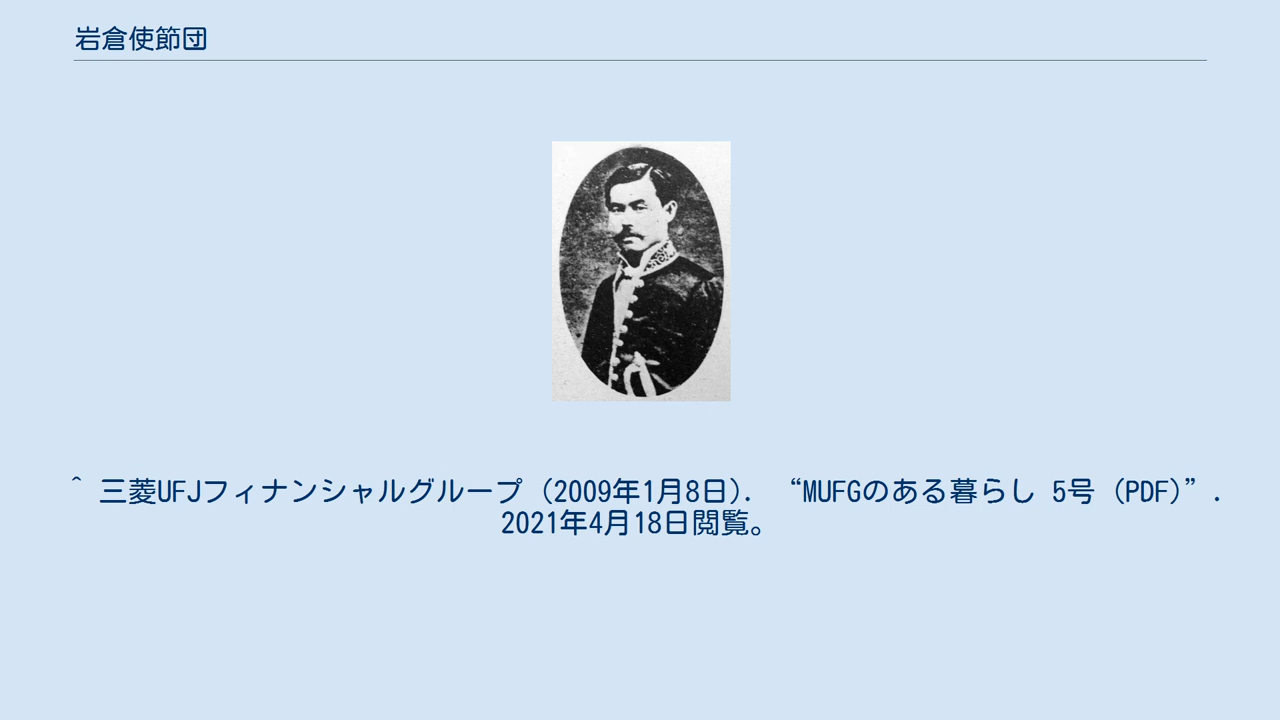 岩倉使節団
^ 三菱UFJフィナンシャルグループ (2009年1月8日). “MUFGのある暮らし 5号 (PDF)”.
2021年4月18日閲覧。